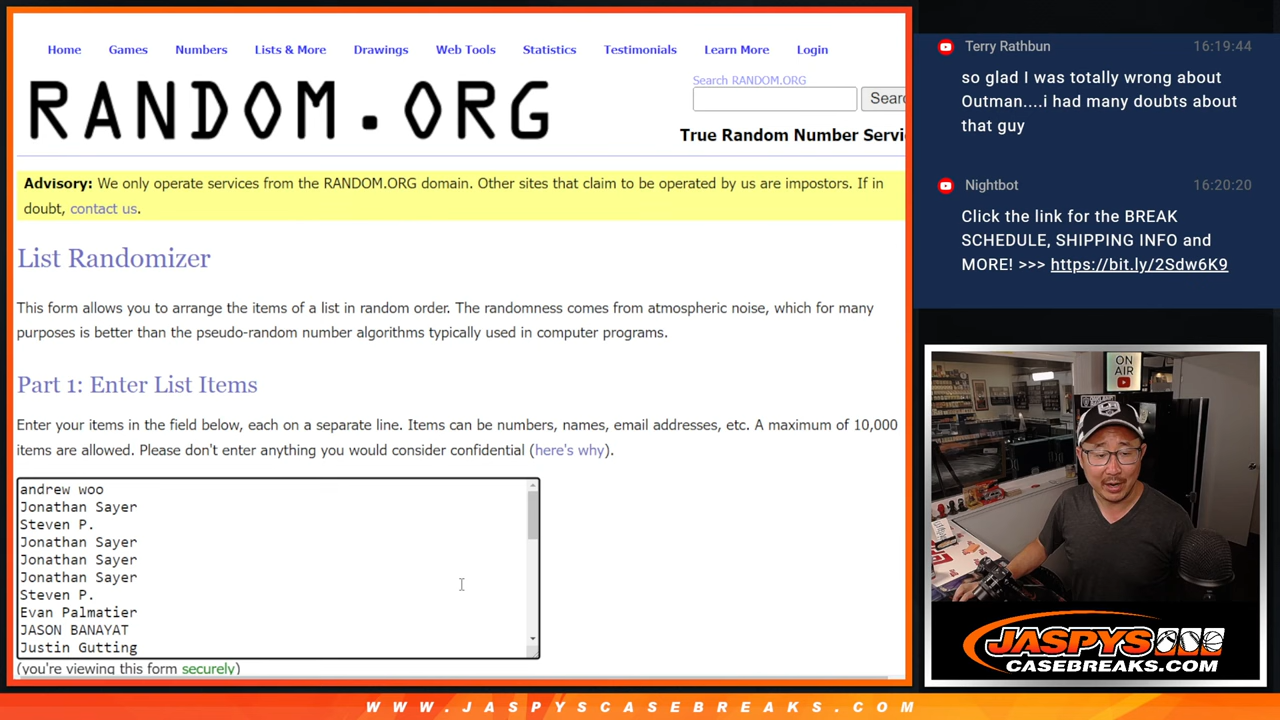 Home Games Numbers Lists & More Drawings Web Tools Statistics Testimonials Learn More Login
RANDOM.ORG
Search RANDOM.ORG
Sear
True Random Number Servi
Advisory: We only operate services from the RANDOM.ORG domain. Other sites that claim to be operated by us are impostors. If in
doubt, contact us.
List Randomizer
This form allows you to arrange the items of a list in random order. The randomness comes from atmospheric noise, which for many
purposes is better than the pseudo-random number algorithms typically used in computer programs.
Part 1: Enter List Items
Enter your items in the field below, each on a separate line. Items can be numbers, names, email addresses, etc. A maximum of 10,000
items are allowed. Please don't enter anything you would consider confidential (here's why).
andrew woo
Jonathan Sayer
Steven P.
Jonathan Sayer
Jonathan Sayer
Jonathan Sayer
Steven P.
Evan Palmatier
JASON BANAYAT
Justin Gutting
(you're viewing this form securely)
Terry Rathbun 16:19:44
so glad I was totally wrong about
Outman....i had many doubts about
that guy
Nightbot 16:20:20
Click the link for the BREAK
SCHEDULE, SHIPPING INFO and
MORE! >>> https://bit.ly/2Sdw6K9
ON
AIR
JASPYS
CASEBREAKS.COM
WWW.JASPYSCASEBREAKS.COM